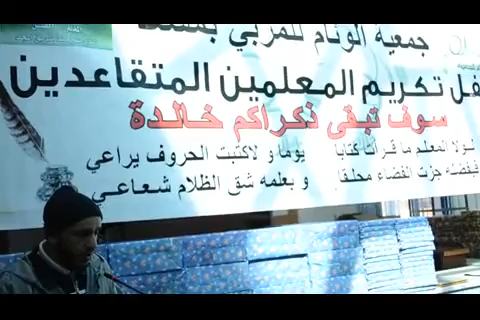 جمعية الوئام للمربي
حفل تكريم المعلمين المتقاعدين
سوف تبقى ذكراكم خالدة
لولا المعلم ما قرأت كتابا يوما و لاكتبت الحروف يراعي
فبفضله جزت الفضاء محلقا و بعلمه شق الظلام شعاعي